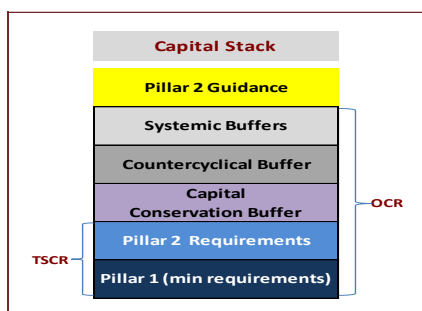 Capital Stack
Pillar 2 Guidance
Systemic Buffers
Countercyclical Buffer
Capital
Conservation Buffer
OCR
Pillar 2 Requirements
TSCR
Pillar 1 (min requirements)